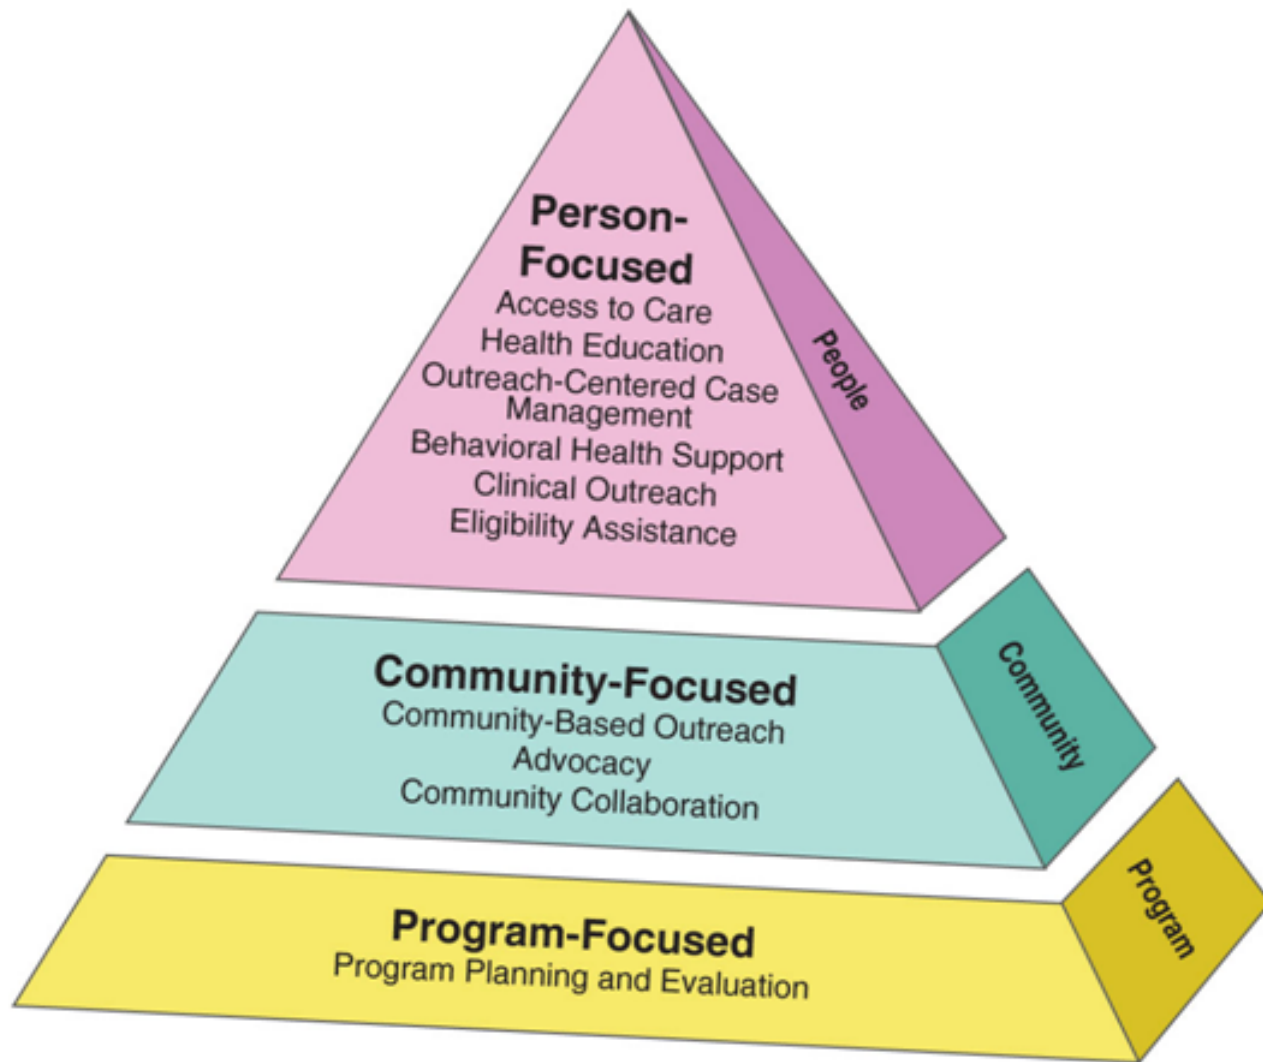 Person-
Focused
Access to Care
Health Education
Outreach-Centered Case
Management
Behavioral Health Support
Clinical Outreach
Eligibility Assistance
People
Community-Focused
Community-Based Outreach
Advocacy
Community Collaboration
Community
Program-Focused
Program Planning and Evaluation
Program